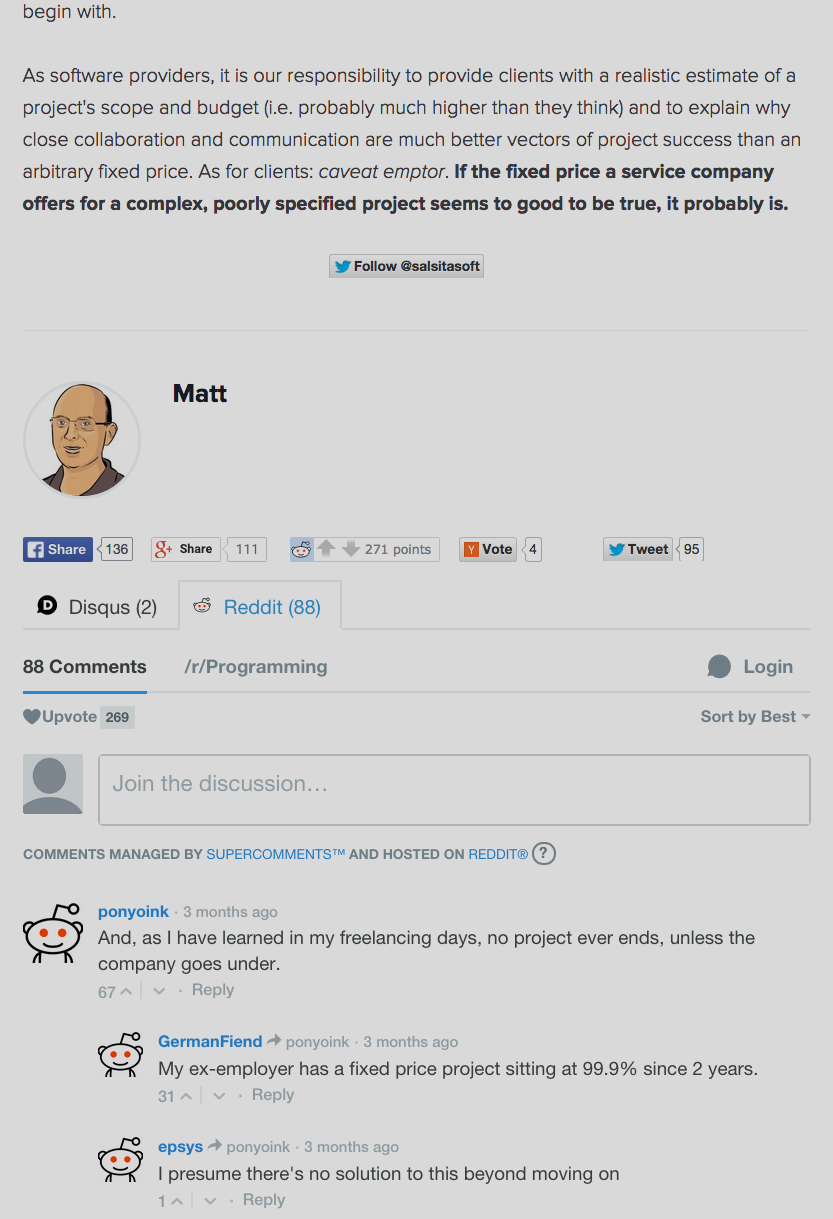 begin with.
As software providers, it is our responsibility to provide clients with a realistic estimate of a
project's scope and budget (i.e. probably much higher than they think) and to explain why
close collaboration and communication are much better vectors of project success than an
arbitrary fixed price. As for clients: caveat emptor. If the fixed price a service company
offers for a complex, poorly specified project seems to good to be true, it probably is.
Follow @salsitasoft
Matt
f Share 136 g+ Share 111 271 points Y Vote 4 Tweet 95
D Disqus (2) Reddit (88)
88 Comments /r/Programming Login
Upvote 269 Sort by Best
Join the discussion…
COMMENTS MANAGED BY SUPERCOMMENTS™ AND HOSTED ON REDDIT® ?
ponyoink · 3 months ago
And, as I have learned in my freelancing days, no project ever ends, unless the
company goes under.
67 · Reply
GermanFiend ponyoink · 3 months ago
My ex-employer has a fixed price project sitting at 99.9% since 2 years.
31 · Reply
epsys ponyoink · 3 months ago
I presume there's no solution to this beyond moving on
1 · Reply